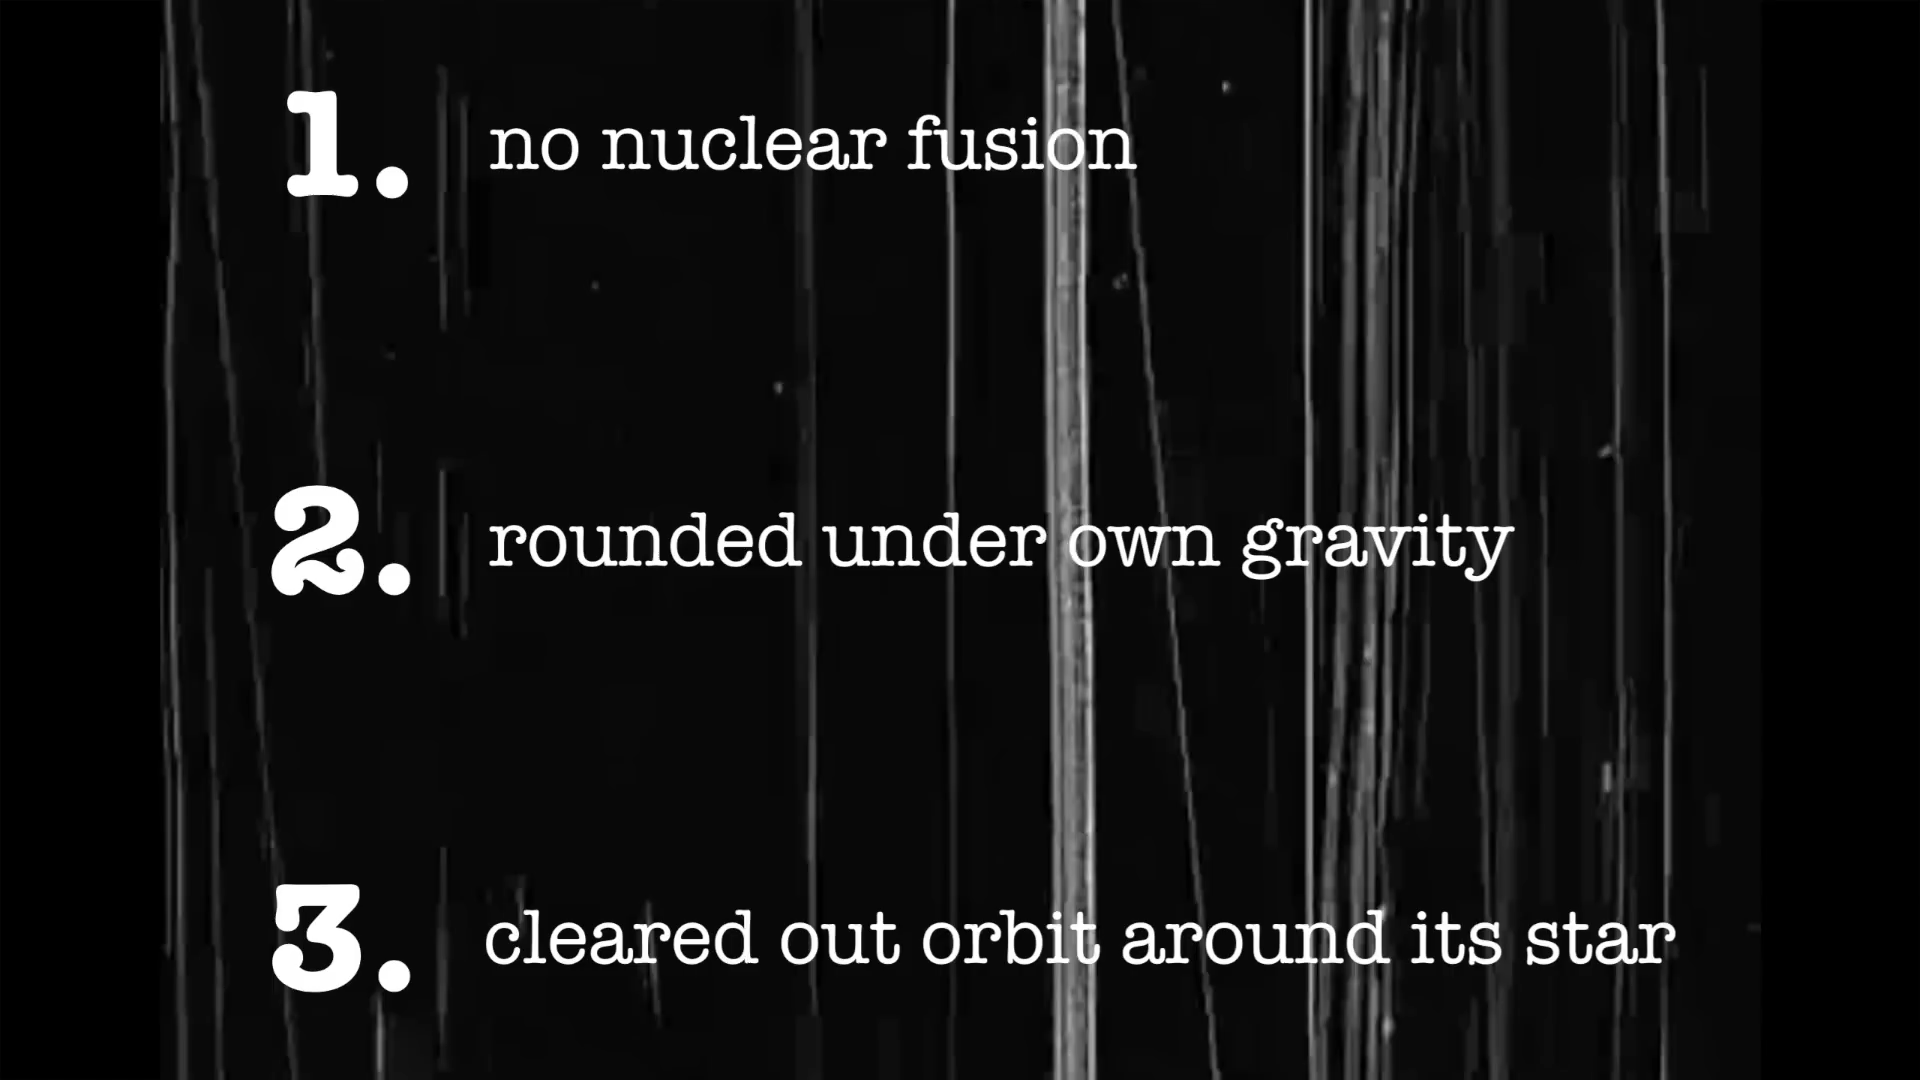 1. no nuclear fusion
2. rounded under own gravity
3. cleared out orbit around its star